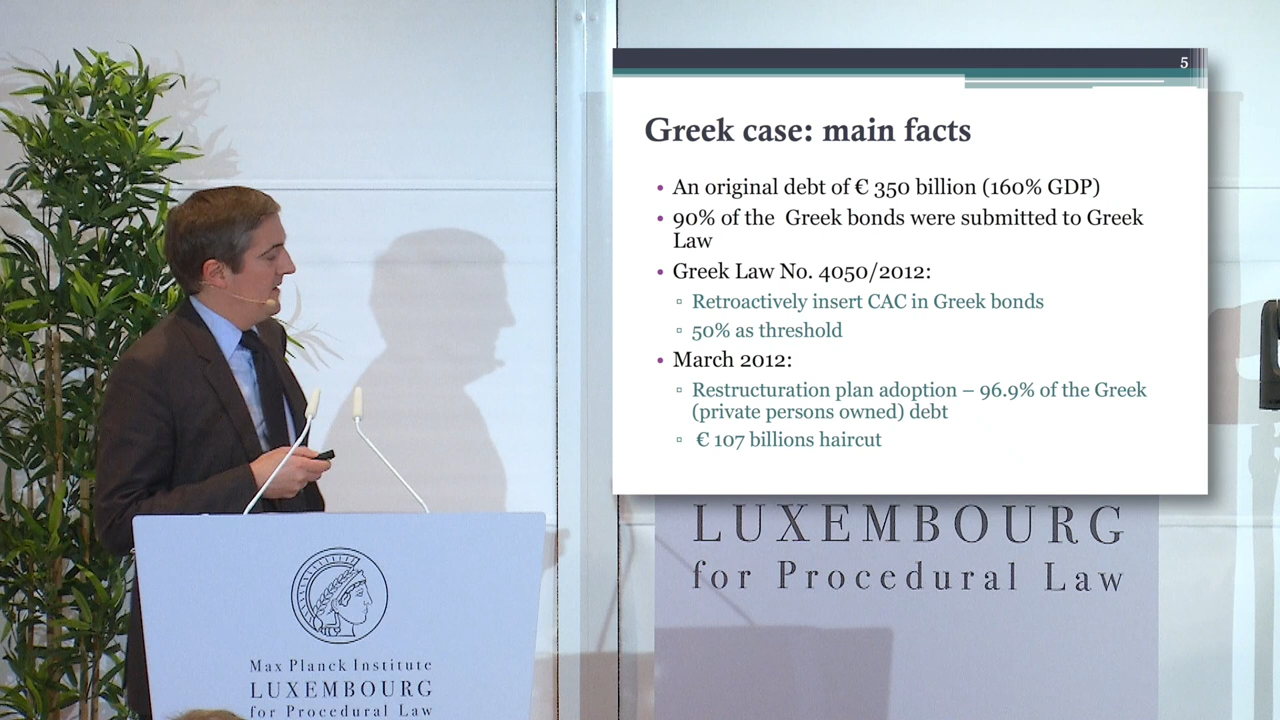 5
Greek case: main facts
• An original debt of € 350 billion (160% GDP)
• 90% of the Greek bonds were submitted to Greek
Law
• Greek Law No. 4050/2012:
▫ Retroactively insert CAC in Greek bonds
▫ 50% as threshold
• March 2012:
▫ Restructuration plan adoption – 96.9% of the Greek
(private persons owned) debt
▫ € 107 billions haircut
LUXEMBOURG
for Procedural Law
Max Planck Institute
LUXEMBOURG
for Procedural Law